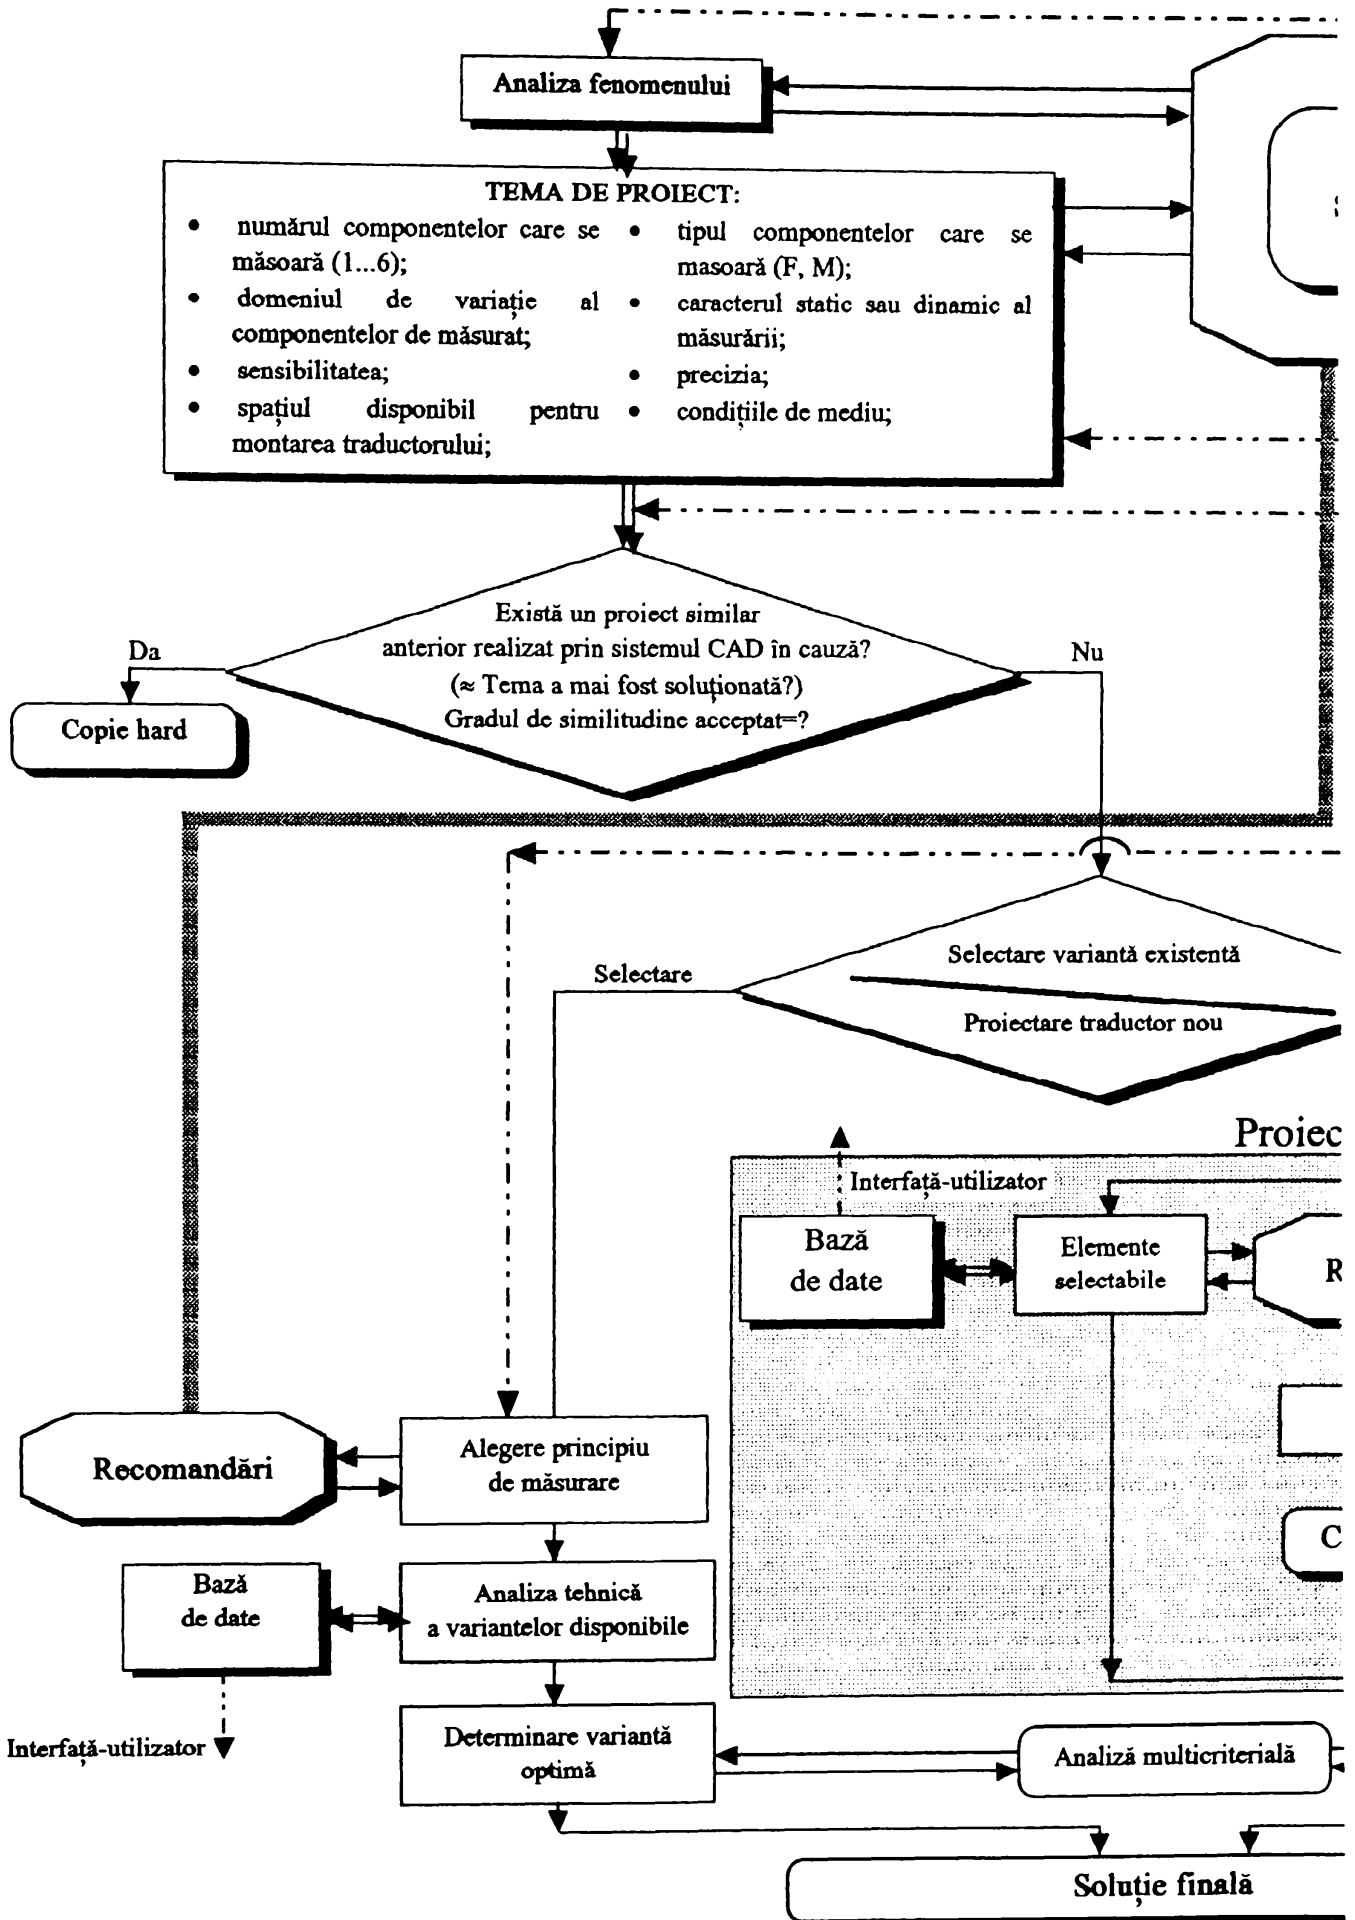 Analiza fenomenului
TEMA DE PROIECT:
• numărul componentelor care se
măsoară (1...6);
• domeniul de variație al
componentelor de măsurat;
• sensibilitatea;
• spațiul disponibil pentru
montarea traductorului;
• tipul componentelor care se
masoară (F, M);
• caracterul static sau dinamic al
măsurării;
• precizia;
• condițiile de mediu;
Există un proiect similar
anterior realizat prin sistemul CAD în cauză?
(≈ Tema a mai fost soluționată?)
Gradul de similitudine acceptat=?
Da
Nu
Copie hard
Selectare variantă existentă
Proiectare traductor nou
Selectare
Proiec
Interfață-utilizator
Bază
de date
Elemente
selectabile
R
C
Recomandări
Alegere principiu
de măsurare
Bază
de date
Analiza tehnică
a variantelor disponibile
Interfață-utilizator
Determinare variantă
optimă
Analiză multicriterială
Soluție finală